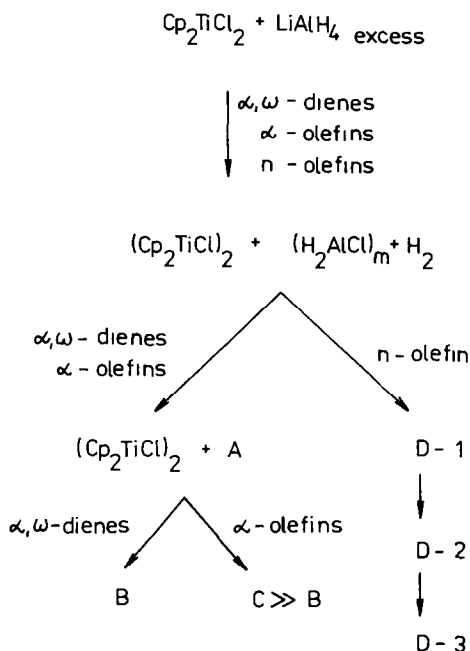 Cp₂TiCl₂ + LiAlH₄ excess
α,ω - dienes
α - olefins
n - olefins
(Cp₂TiCl)₂ + (H₂AlCl)ₘ + H₂
α,ω - dienes
α - olefins
n - olefin
(Cp₂TiCl)₂ + A
D - 1
α,ω-dienes
α-olefins
D - 2
B
C ≫ B
D - 3